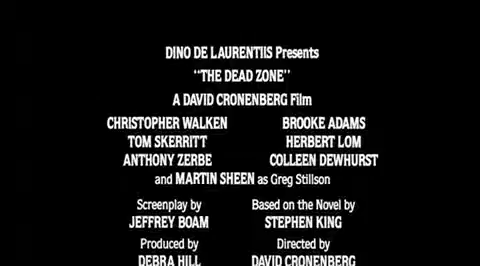 DINO DE LAURENTIIS Presents
"THE DEAD ZONE"
A DAVID CRONENBERG Film
CHRISTOPHER WALKEN BROOKE ADAMS
TOM SKERRITT HERBERT LOM
ANTHONY ZERBE COLLEEN DEWHURST
and MARTIN SHEEN as Greg Stillson
Screenplay by Based on the Novel by
JEFFREY BOAM STEPHEN KING
Produced by Directed by
DEBRA HILL DAVID CRONENBERG